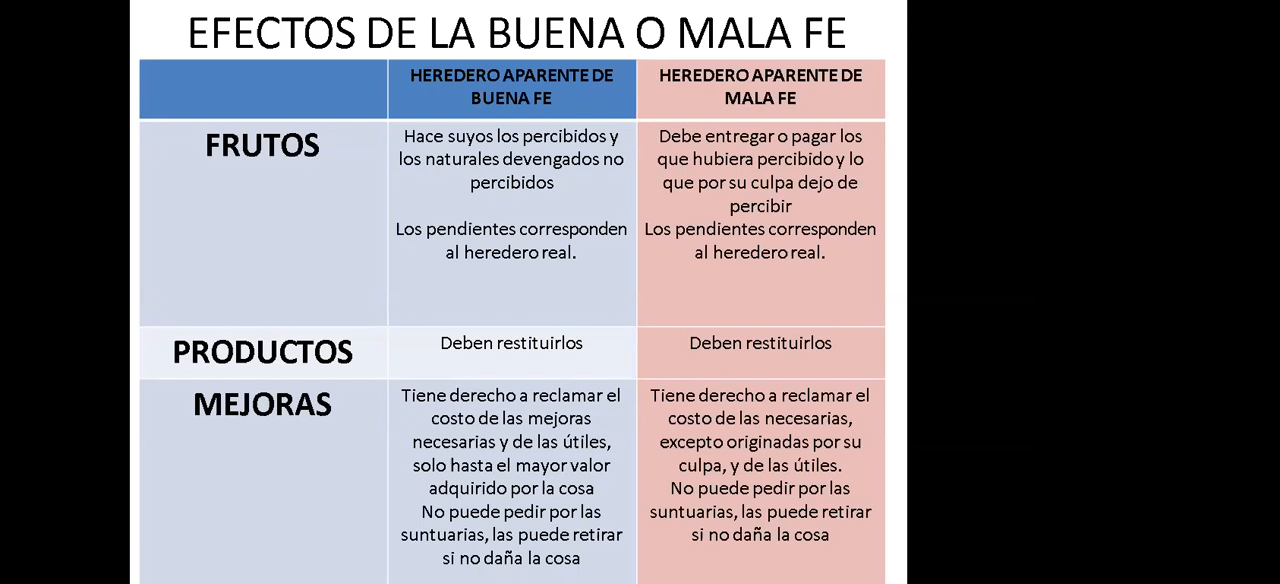 EFECTOS DE LA BUENA O MALA FE
HEREDERO APARENTE DE
BUENA FE
HEREDERO APARENTE DE
MALA FE
FRUTOS
Hace suyos los percibidos y
los naturales devengados no
percibidos
Los pendientes corresponden
al heredero real.
Debe entregar o pagar los
que hubiera percibido y lo
que por su culpa dejo de
percibir
Los pendientes corresponden
al heredero real.
PRODUCTOS
Deben restituirlos
Deben restituirlos
MEJORAS
Tiene derecho a reclamar el
costo de las mejoras
necesarias y de las útiles,
solo hasta el mayor valor
adquirido por la cosa
No puede pedir por las
suntuarias, las puede retirar
si no daña la cosa
Tiene derecho a reclamar el
costo de las necesarias,
excepto originadas por su
culpa, y de las útiles.
No puede pedir por las
suntuarias, las puede retirar
si no daña la cosa